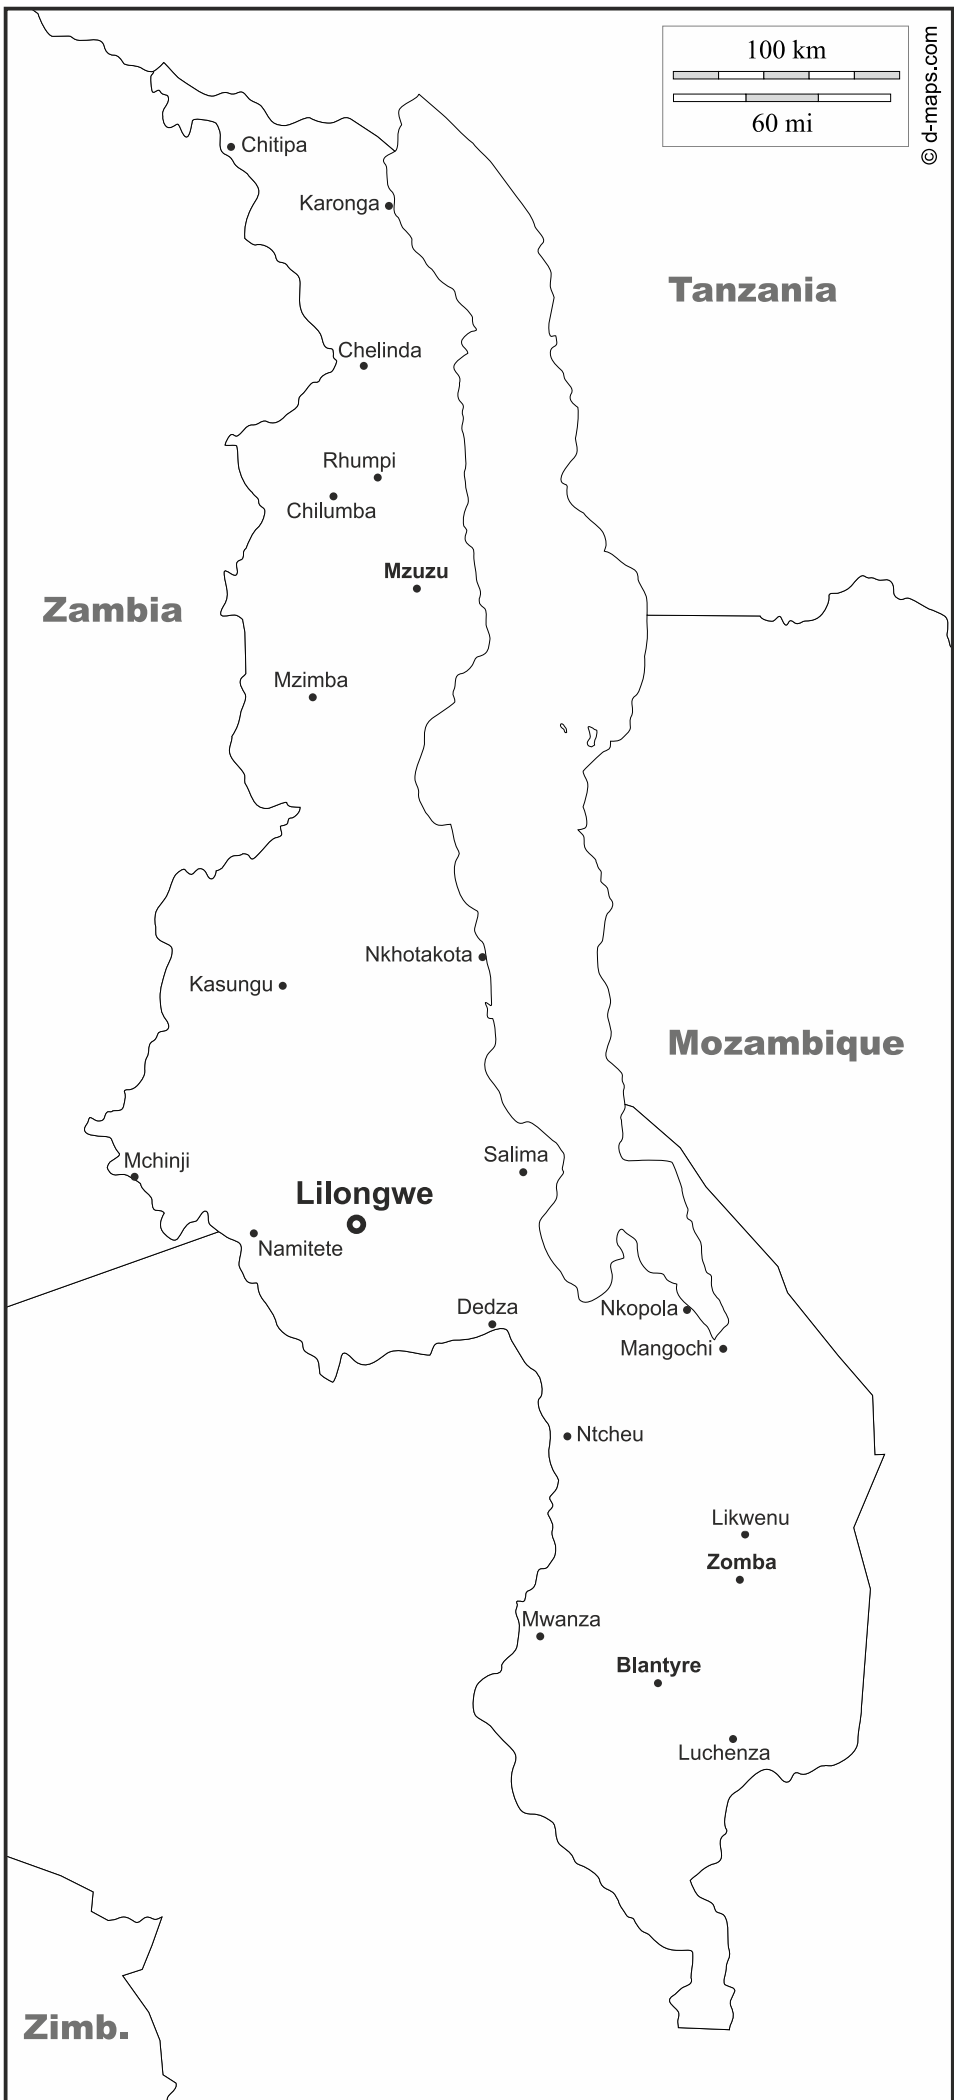 100 km
60 mi
© d-maps.com
Chitipa
Karonga
Tanzania
Chelinda
Rhumpi
Chilumba
Mzuzu
Zambia
Mzimba
Nkhotakota
Kasungu
Mozambique
Salima
Mchinji
Lilongwe
Namitete
Dedza
Nkopola
Mangochi
Ntcheu
Likwenu
Zomba
Mwanza
Blantyre
Luchenza
Zimb.